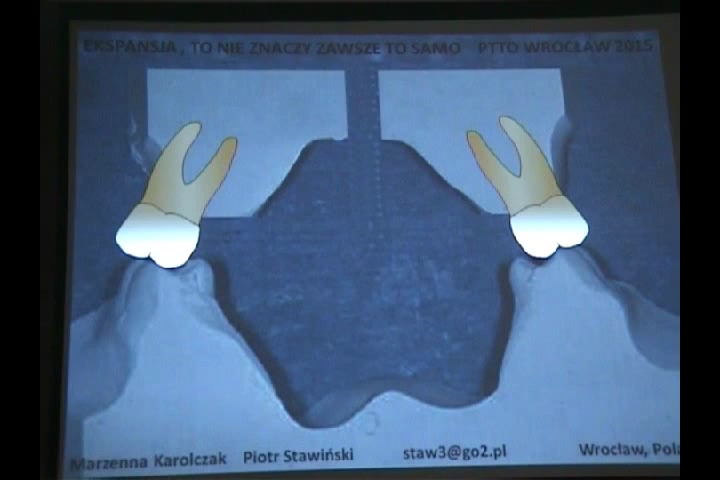 EKSPANSJA , TO NIE ZNACZY ZAWSZE TO SAMO PTTO WROCŁAW 2015
Marzenna Karolczak Piotr Stawiński staw3@go2.pl Wrocław, Pola